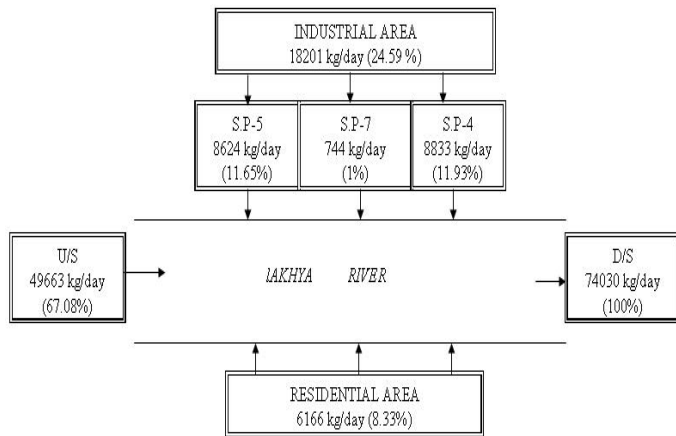 INDUSTRIAL AREA
18201 kg/day (24.59 %)
S.P-5
8624 kg/day
(11.65%)
S.P-7
744 kg/day
(1%)
S.P-4
8833 kg/day
(11.93%)
U/S
49663 kg/day
(67.08%)
lAKHYA RIVER
D/S
74030 kg/day
(100%)
RESIDENTIAL AREA
6166 kg/day (8.33%)